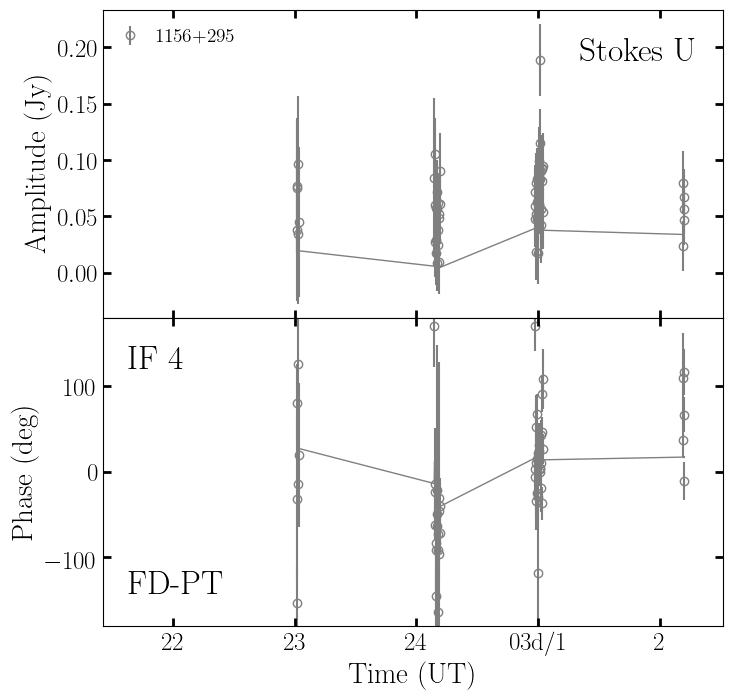 1156+295
Stokes U
0.20
0.15
0.10
0.05
0.00
Amplitude (Jy)
IF 4
100
0
−100
Phase (deg)
FD-PT
22 23 24 03d/1 2
Time (UT)